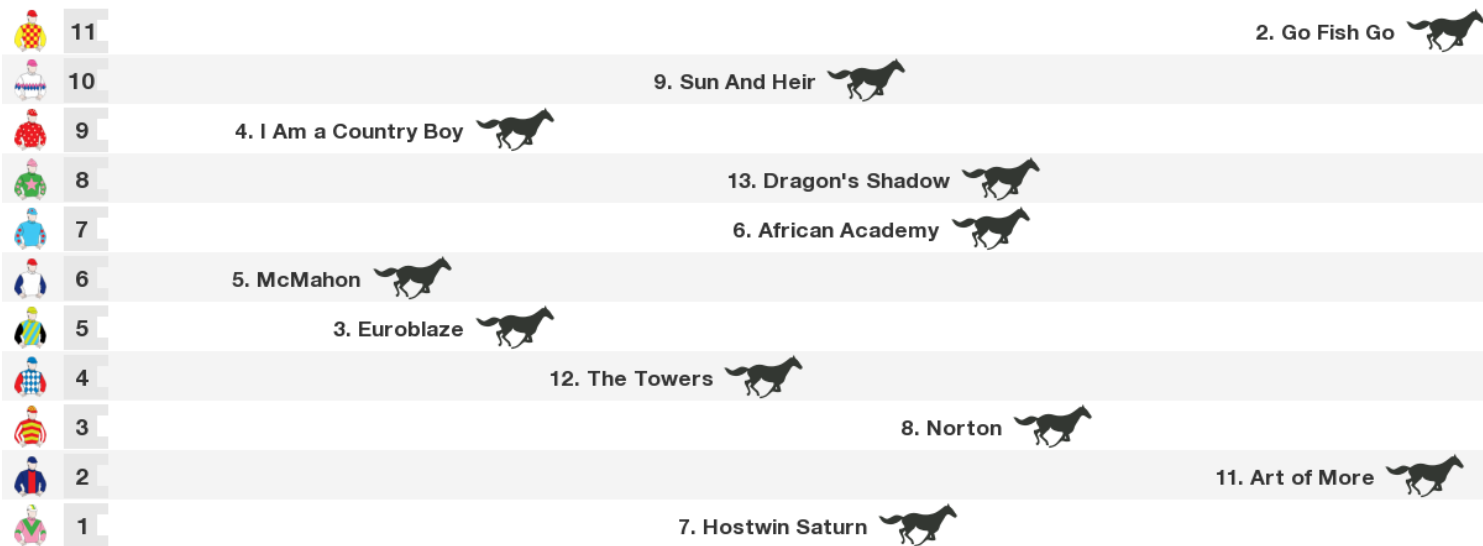 11 2. Go Fish Go
10 9. Sun And Heir
9 4. I Am a Country Boy
8 13. Dragon's Shadow
7 6. African Academy
6 5. McMahon
5 3. Euroblaze
4 12. The Towers
3 8. Norton
2 11. Art of More
1 7. Hostwin Saturn